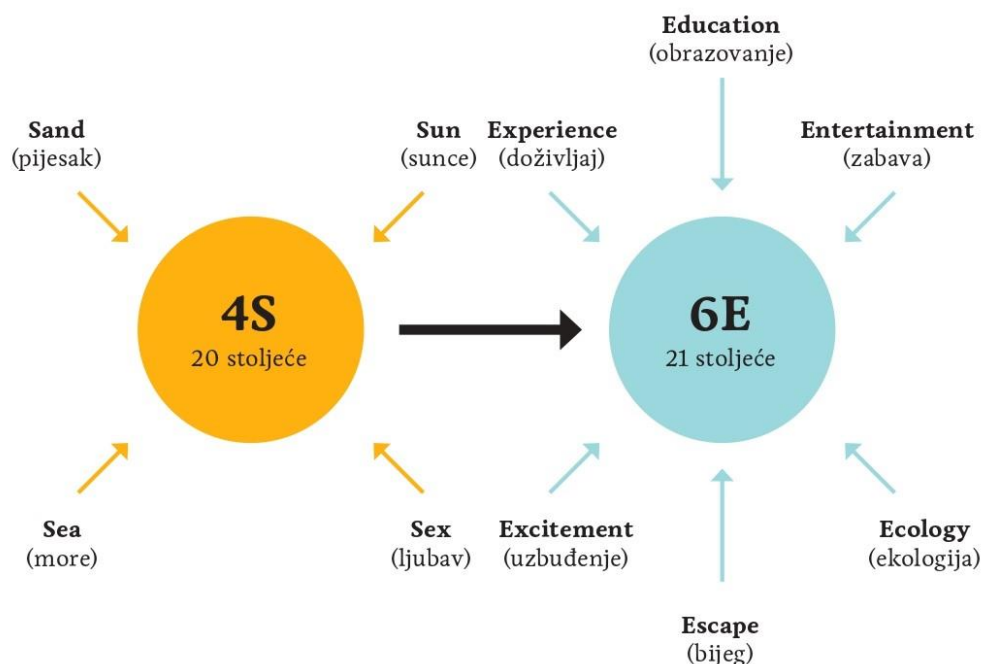 Education
(obrazovanje)
Sand
(pijesak)
Sun
(sunce)
Experience
(doživljaj)
Entertainment
(zabava)
4S
20 stoljeće
6E
21 stoljeće
Sea
(more)
Sex
(ljubav)
Excitement
(uzbuđenje)
Ecology
(ekologija)
Escape
(bijeg)